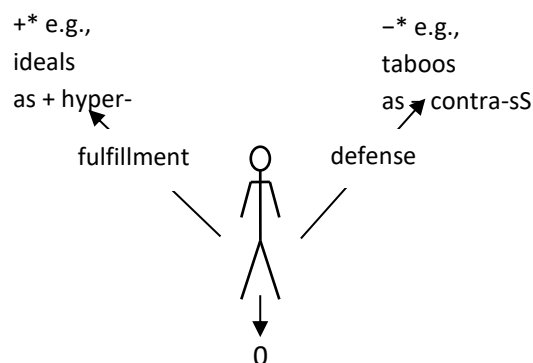 +* e.g.,
ideals
as + hyper-
fulfillment
−* e.g.,
taboos
as − contra-sS
defense
0